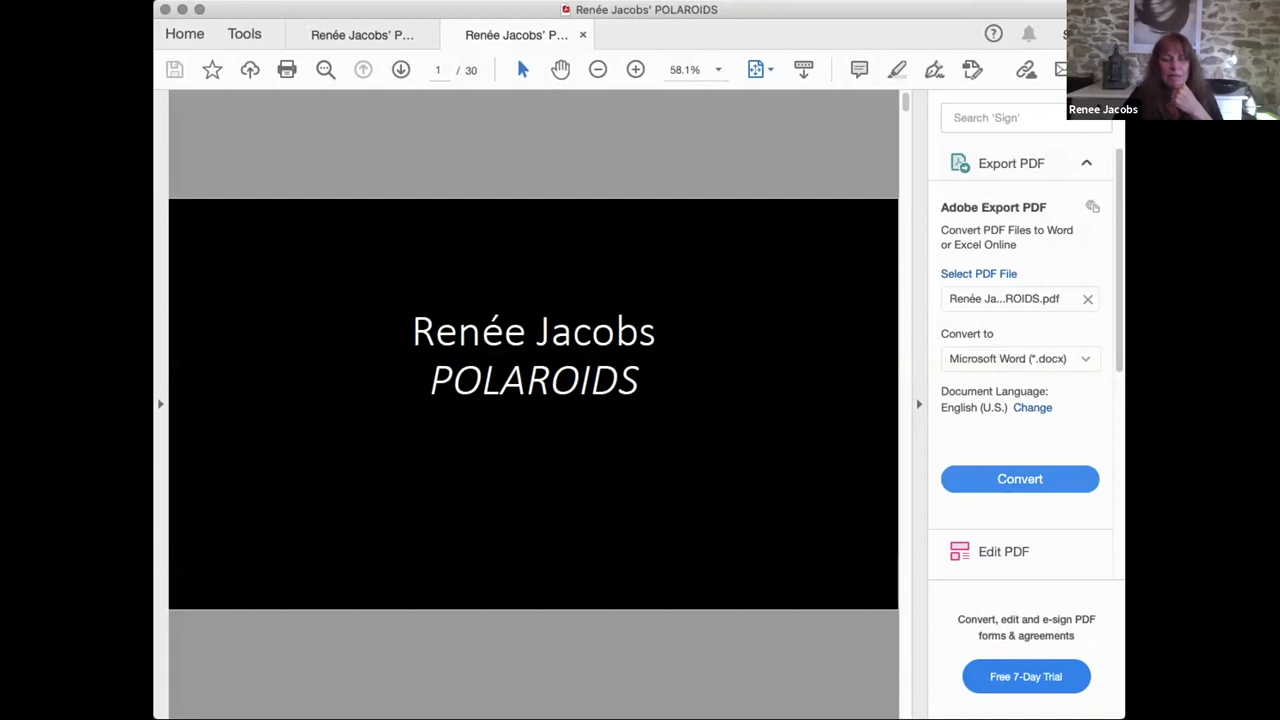 Renée Jacobs' POLAROIDS
Home
Tools
Renée Jacobs' P...
Renée Jacobs' P...
1 / 30
58.1%
Renee Jacobs
Search 'Sign'
Export PDF
Adobe Export PDF
Convert PDF Files to Word
or Excel Online
Select PDF File
Renée Ja...ROIDS.pdf
Convert to
Microsoft Word (*.docx)
Document Language:
English (U.S.) Change
Convert
Edit PDF
Convert, edit and e-sign PDF
forms & agreements
Free 7-Day Trial
Renée Jacobs
POLAROIDS